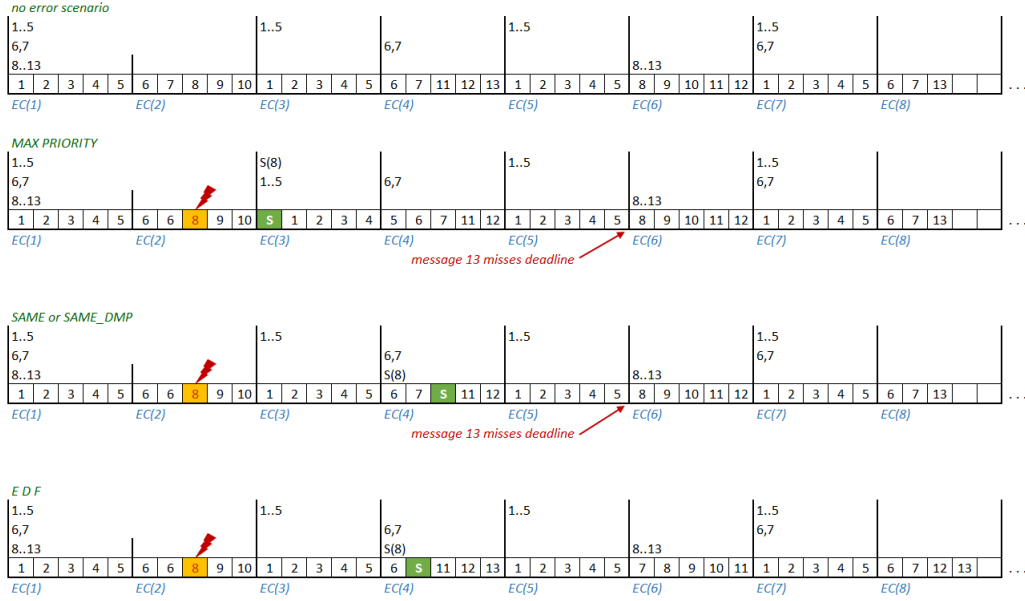 no error scenario
1..5 1..5 1..5 1..5
6,7 6,7 6,7
8..13 8..13
1 2 3 4 5 6 7 8 9 10 1 2 3 4 5 6 7 11 12 13 1 2 3 4 5 8 9 10 11 12 1 2 3 4 5 6 7 13 ...
EC(1) EC(2) EC(3) EC(4) EC(5) EC(6) EC(7) EC(8)
MAX PRIORITY
1..5 S(8) 1..5 1..5
6,7 1..5 6,7 6,7
8..13 8..13
1 2 3 4 5 6 6 8 9 10 S 1 2 3 4 5 6 7 11 12 1 2 3 4 5 8 9 10 11 12 1 2 3 4 5 6 7 13 ...
EC(1) EC(2) EC(3) EC(4) EC(5) EC(6) EC(7) EC(8)
message 13 misses deadline
SAME or SAME_DMP
1..5 1..5 1..5 1..5
6,7 6,7 6,7
8..13 S(8) 8..13
1 2 3 4 5 6 6 8 9 10 1 2 3 4 5 6 7 S 11 12 1 2 3 4 5 8 9 10 11 12 1 2 3 4 5 6 7 13 ...
EC(1) EC(2) EC(3) EC(4) EC(5) EC(6) EC(7) EC(8)
message 13 misses deadline
E D F
1..5 1..5 1..5 1..5
6,7 6,7 6,7
8..13 S(8) 8..13
1 2 3 4 5 6 6 8 9 10 1 2 3 4 5 6 S 11 12 13 1 2 3 4 5 7 8 9 10 11 1 2 3 4 5 6 7 12 13 ...
EC(1) EC(2) EC(3) EC(4) EC(5) EC(6) EC(7) EC(8)